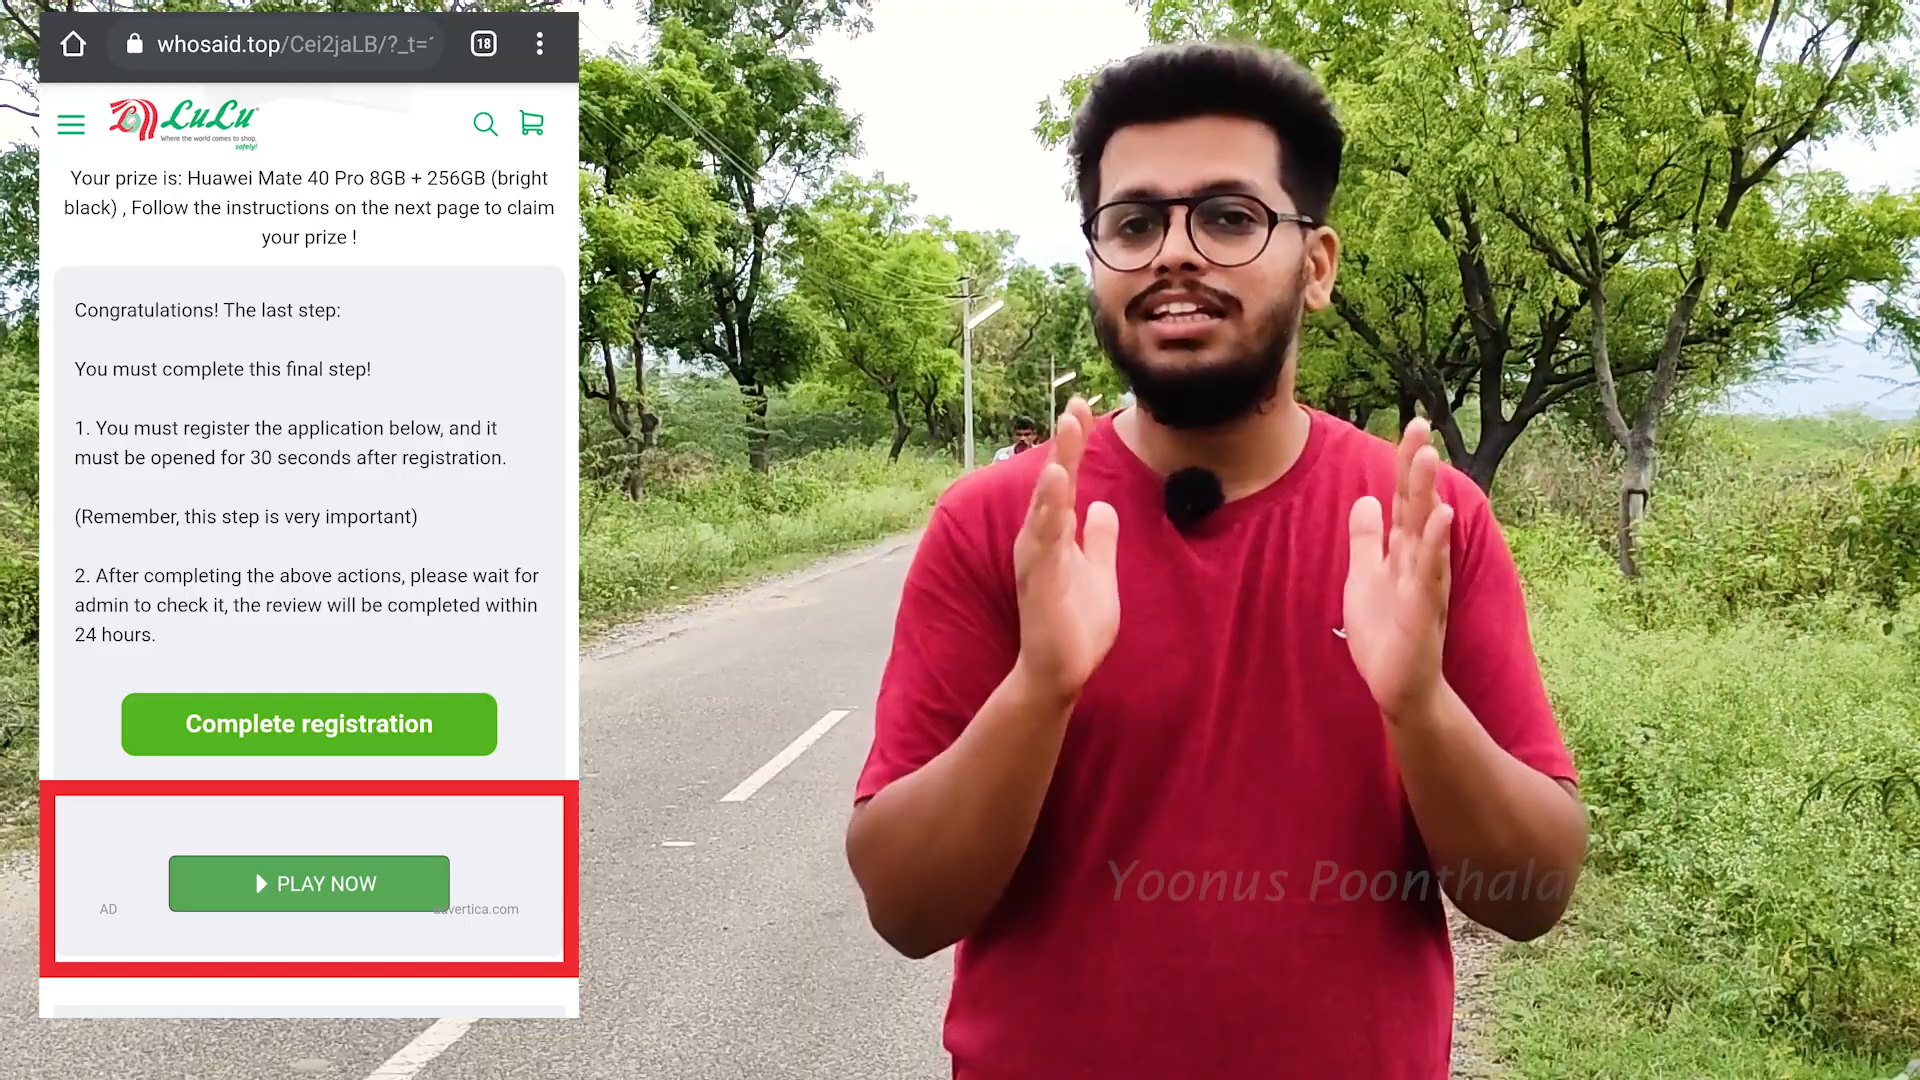 whosaid.top/Cei2jaLB/?_t=
18
LuLu
Where the world comes to shop,
safely!
Your prize is: Huawei Mate 40 Pro 8GB + 256GB (bright
black) , Follow the instructions on the next page to claim
your prize !
Congratulations! The last step:
You must complete this final step!
1. You must register the application below, and it
must be opened for 30 seconds after registration.
(Remember, this step is very important)
2. After completing the above actions, please wait for
admin to check it, the review will be completed within
24 hours.
Complete registration
PLAY NOW
AD
advertica.com
Yoonus Poonthala